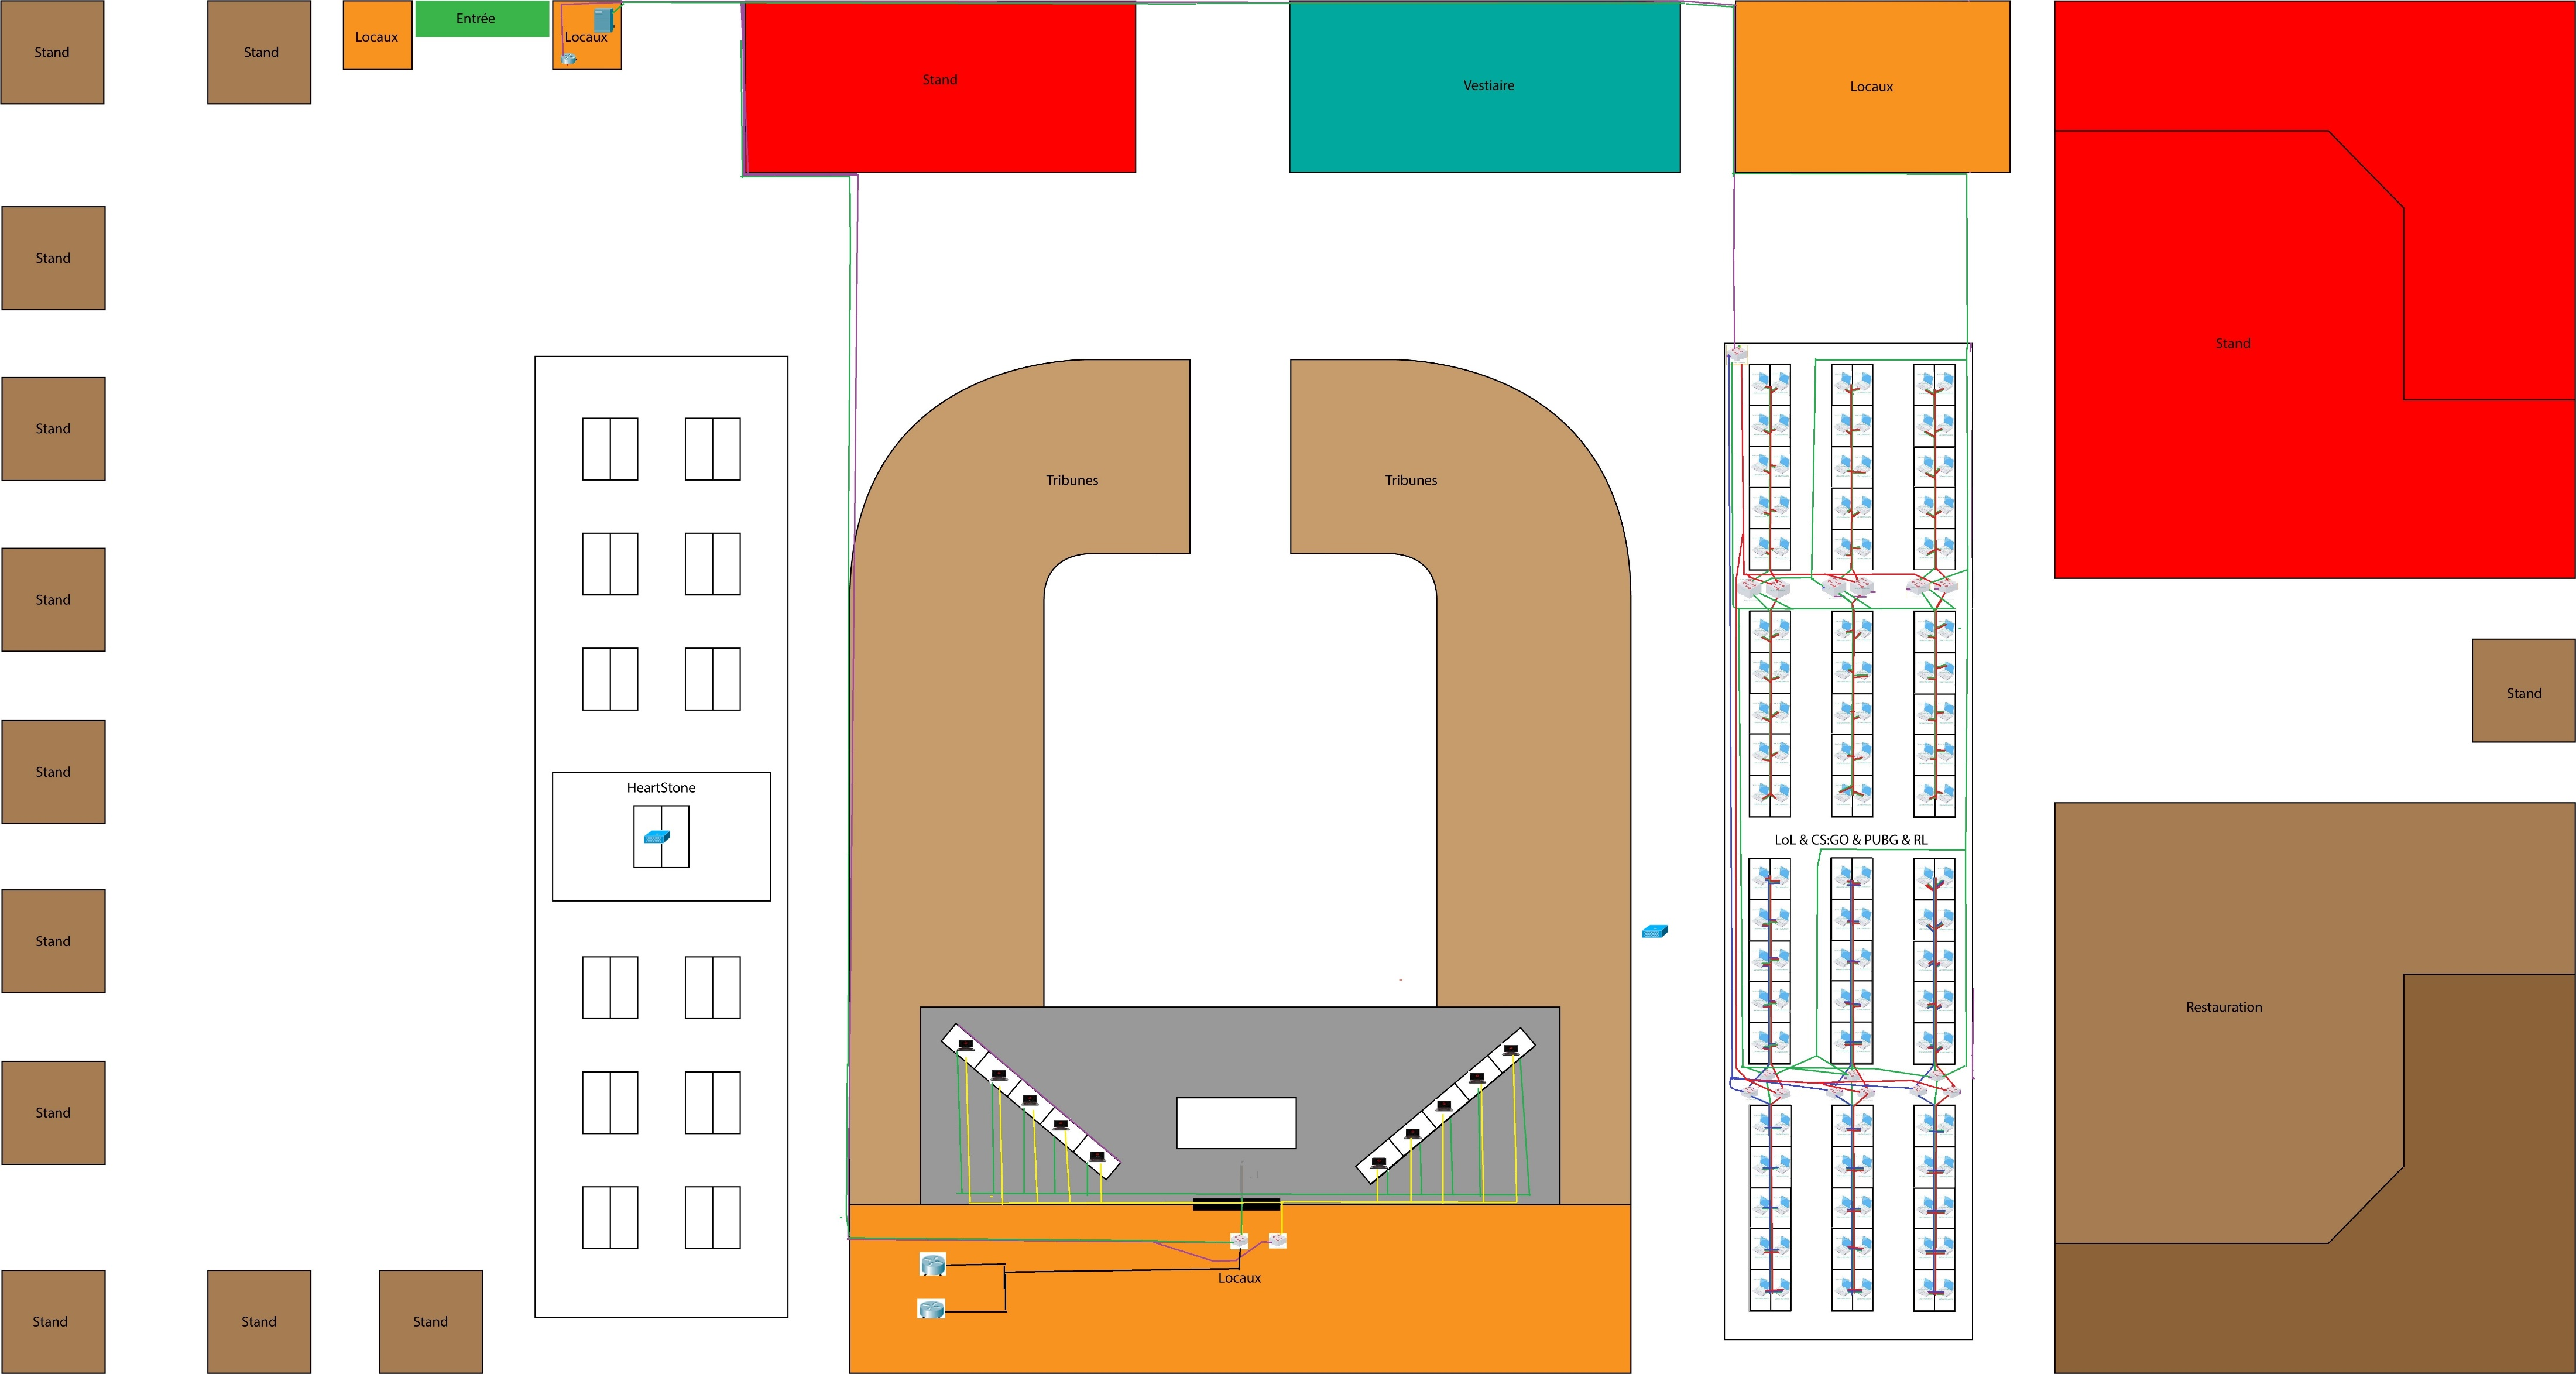 Stand
Stand
Locaux
Entrée
Locaux
Stand
Vestiaire
Locaux
Stand
Stand
Stand
Tribunes
Tribunes
Stand
Stand
Stand
Stand
HeartStone
LoL & CS:GO & PUBG & RL
Stand
Restauration
Stand
Locaux
Stand
Stand
Stand